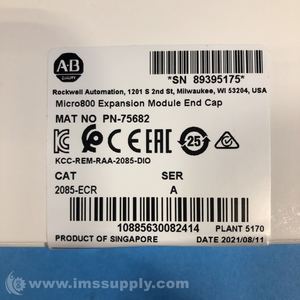 A-B
QUALITY
*SN 89395175*
Rockwell Automation, 1201 S 2nd St, Milwaukee, WI 53204, USA
Micro800 Expansion Module End Cap
MAT NO PN-75682
25
KCC-REM-RAA-2085-DIO
CAT SER
2085-ECR A
10885630082414 PLANT 5170
PRODUCT OF SINGAPORE DATE 2021/08/11
© www.imssupply.com